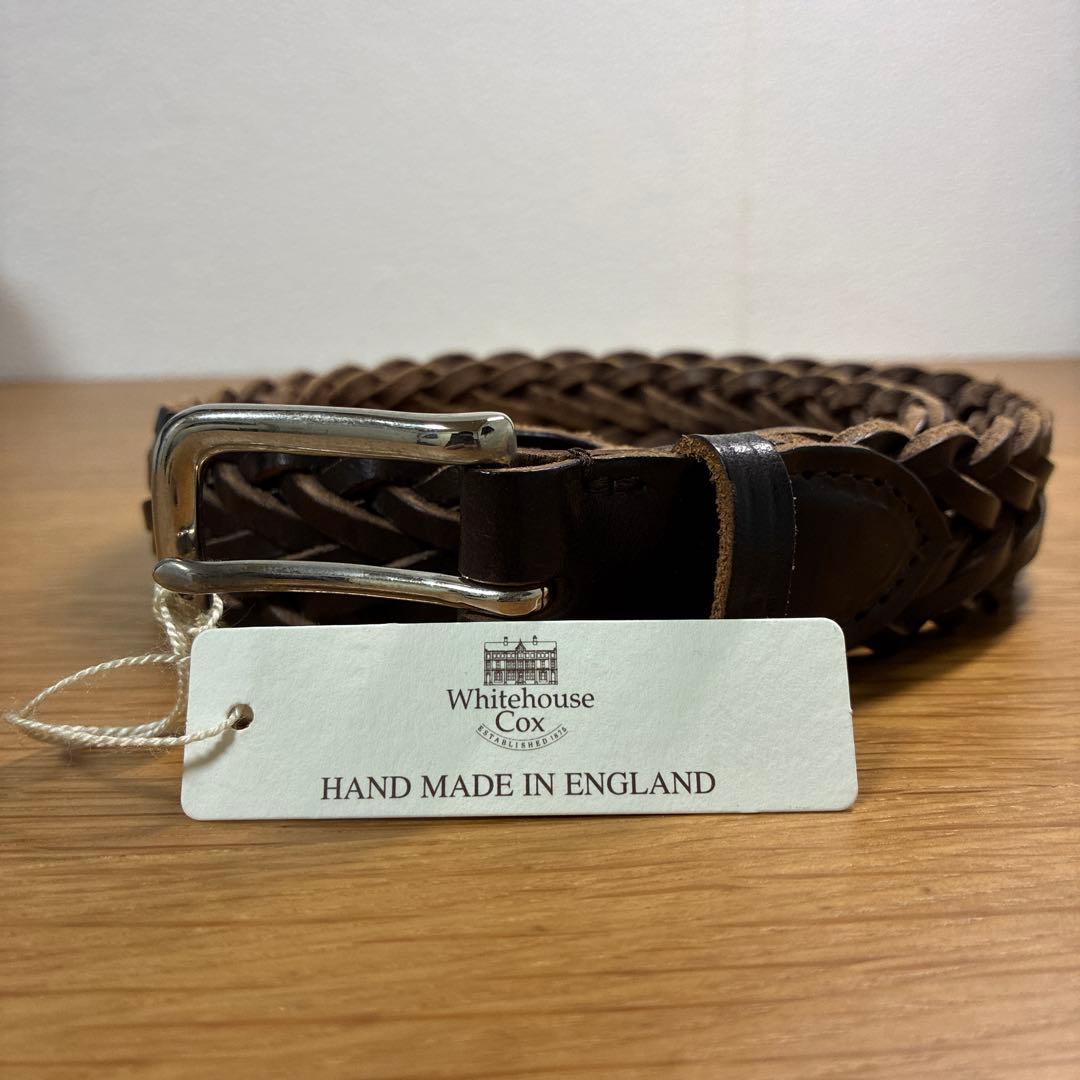 Whitehouse
Cox
ESTABLISHED 1875
HAND MADE IN ENGLAND